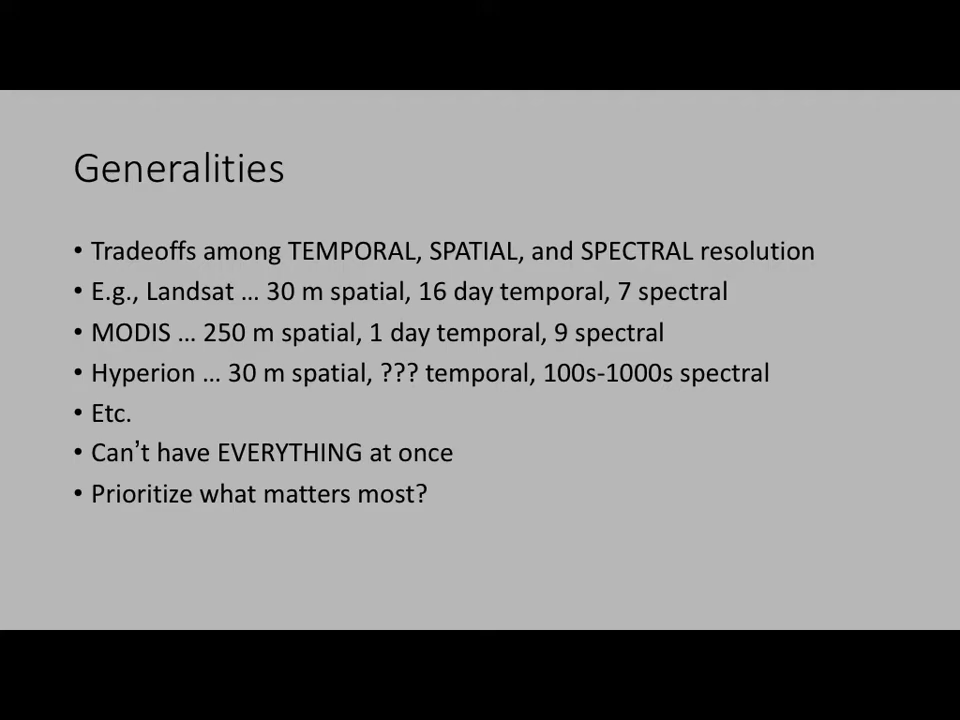 Generalities
• Tradeoffs among TEMPORAL, SPATIAL, and SPECTRAL resolution
• E.g., Landsat … 30 m spatial, 16 day temporal, 7 spectral
• MODIS … 250 m spatial, 1 day temporal, 9 spectral
• Hyperion … 30 m spatial, ??? temporal, 100s-1000s spectral
• Etc.
• Can’t have EVERYTHING at once
• Prioritize what matters most?